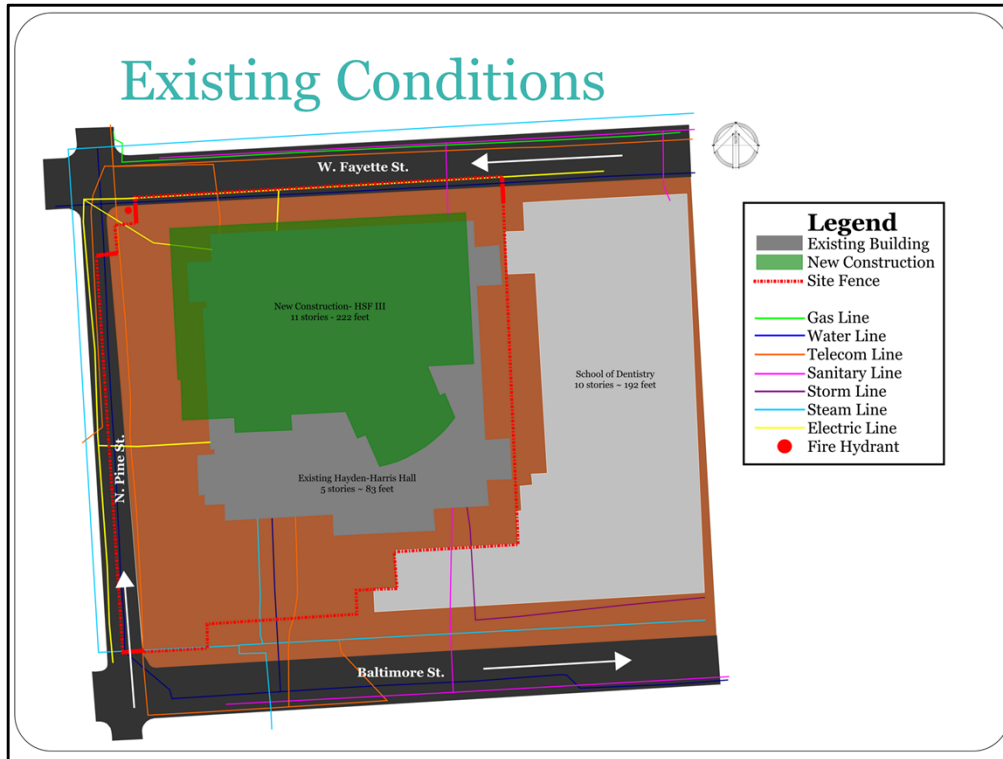 Existing Conditions
W. Fayette St.
New Construction- HSF III
11 stories - 222 feet
School of Dentistry
10 stories ~ 192 feet
N. Pine St.
Existing Hayden-Harris Hall
5 stories ~ 83 feet
Baltimore St.
Legend
Existing Building
New Construction
Site Fence
Gas Line
Water Line
Telecom Line
Sanitary Line
Storm Line
Steam Line
Electric Line
Fire Hydrant